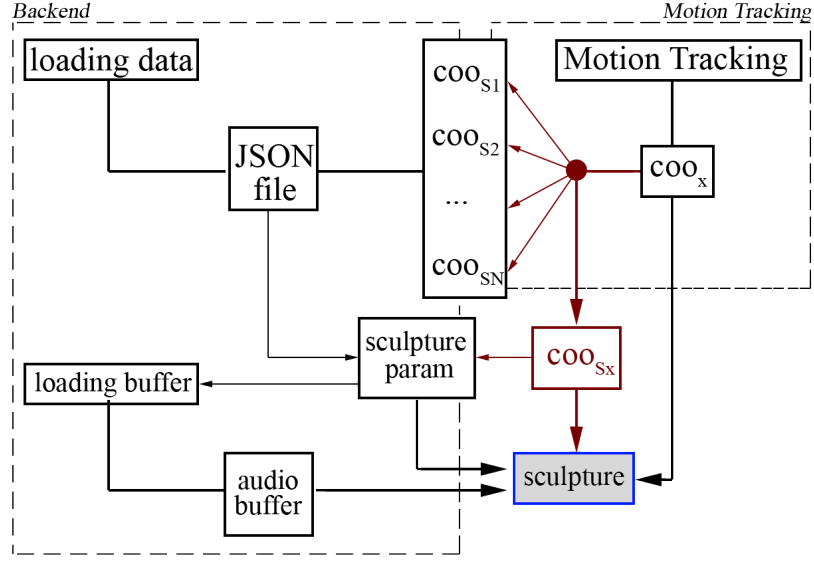 Backend
Motion Tracking
loading data
coo_S1
Motion Tracking
JSON
file
coo_S2
coo_x
...
coo_SN
sculpture
param
coo_Sx
loading buffer
audio
buffer
sculpture